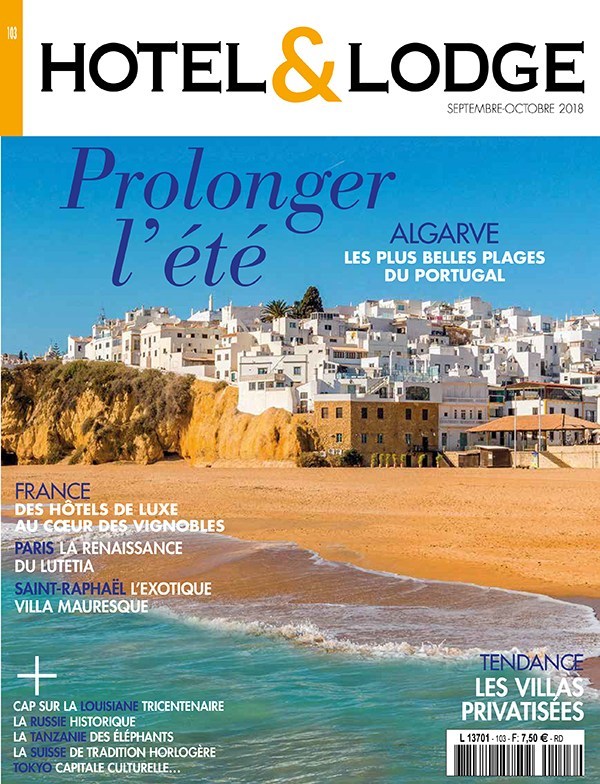 103
HOTEL&LODGE
SEPTEMBRE-OCTOBRE 2018
Prolonger
l'été
ALGARVE
LES PLUS BELLES PLAGES
DU PORTUGAL
FRANCE
DES HÔTELS DE LUXE
AU CŒUR DES VIGNOBLES
PARIS LA RENAISSANCE
DU LUTETIA
SAINT-RAPHAËL L'EXOTIQUE
VILLA MAURESQUE
+
CAP SUR LA LOUISIANE TRICENTENAIRE
LA RUSSIE HISTORIQUE
LA TANZANIE DES ÉLÉPHANTS
LA SUISSE DE TRADITION HORLOGÈRE
TOKYO CAPITALE CULTURELLE...
TENDANCE
LES VILLAS
PRIVATISÉES
L 13701 - 103 - F: 7,50 € - RD